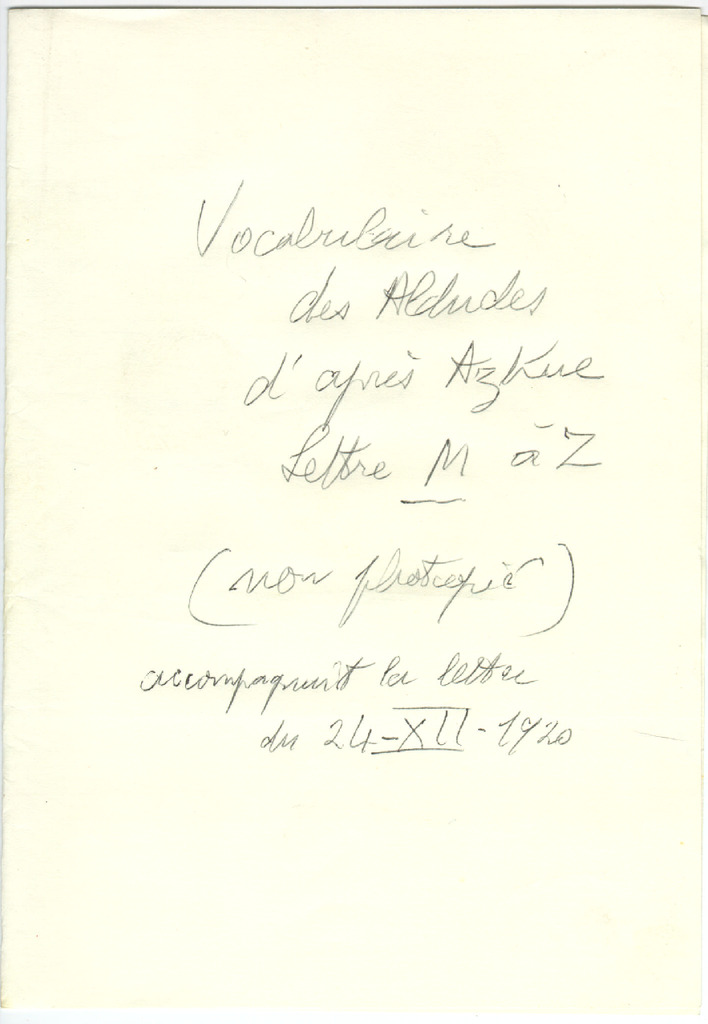 Vocabulaire
des Aldudes
d'après Azkue
Lettre M à Z
(non photocopié)
accompagnait la lettre
du 24-XII-1920